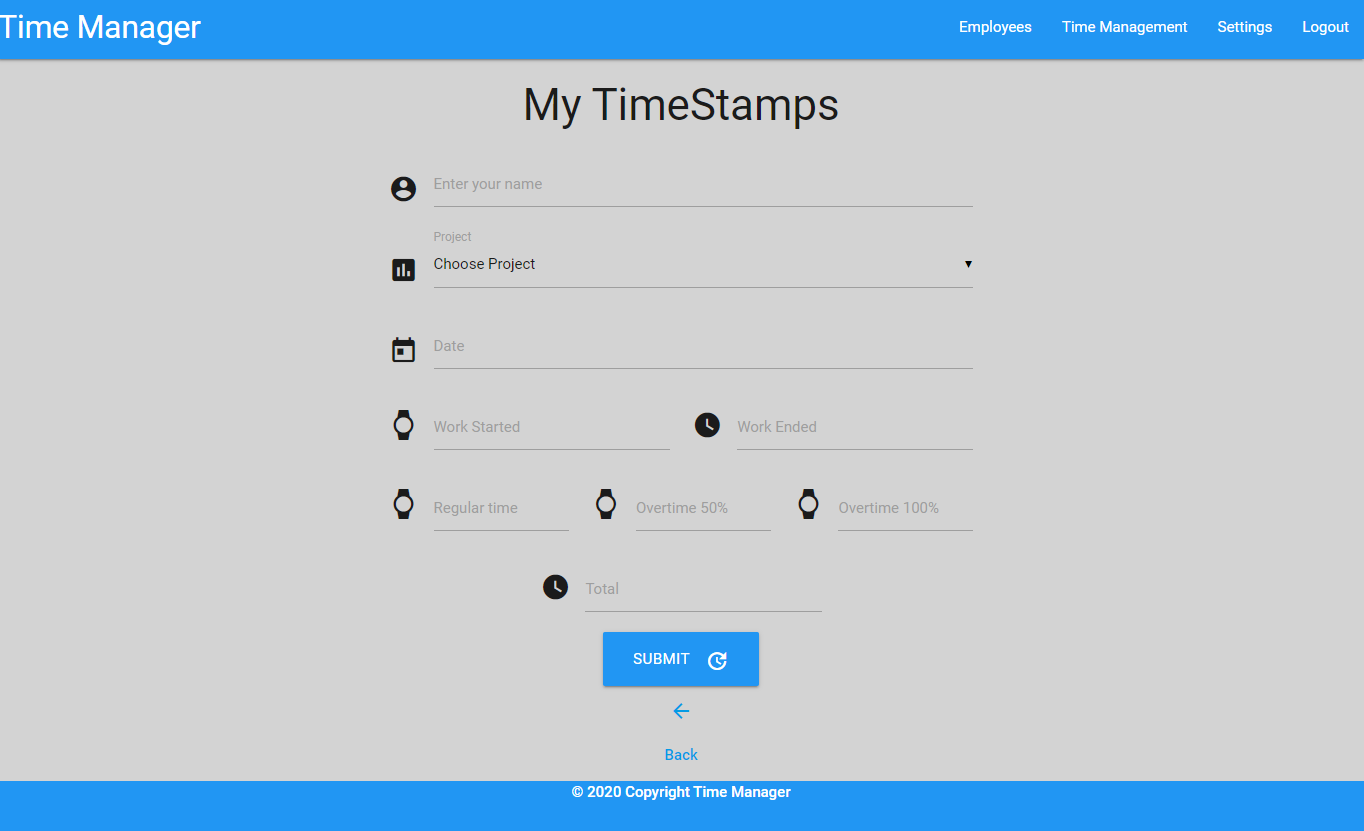 Time Manager
Employees Time Management Settings Logout
My TimeStamps
Enter your name
Project
Choose Project
Date
Work Started Work Ended
Regular time Overtime 50% Overtime 100%
Total
SUBMIT
Back
© 2020 Copyright Time Manager